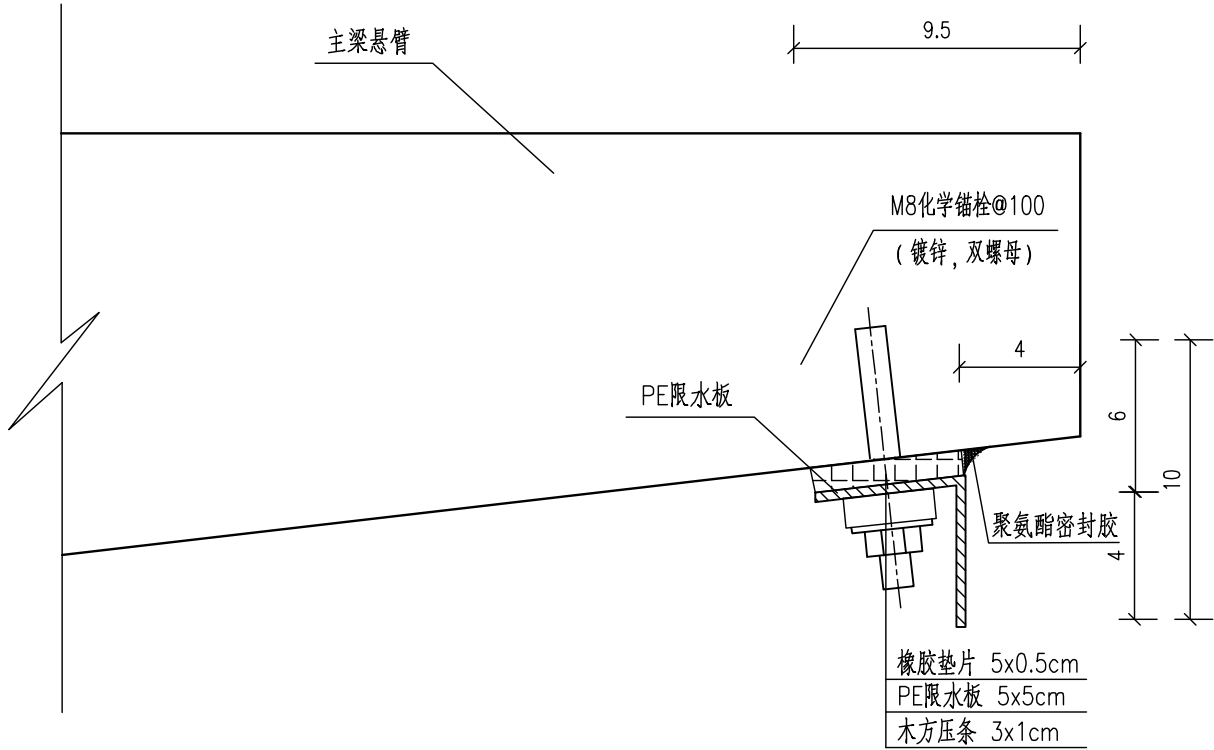 主梁悬臂
9.5
M8化学锚栓@100
(镀锌,双螺母)
4
PE限水板
6
10
聚氨酯密封胶
4
橡胶垫片 5x0.5cm
PE限水板 5x5cm
木方压条 3x1cm